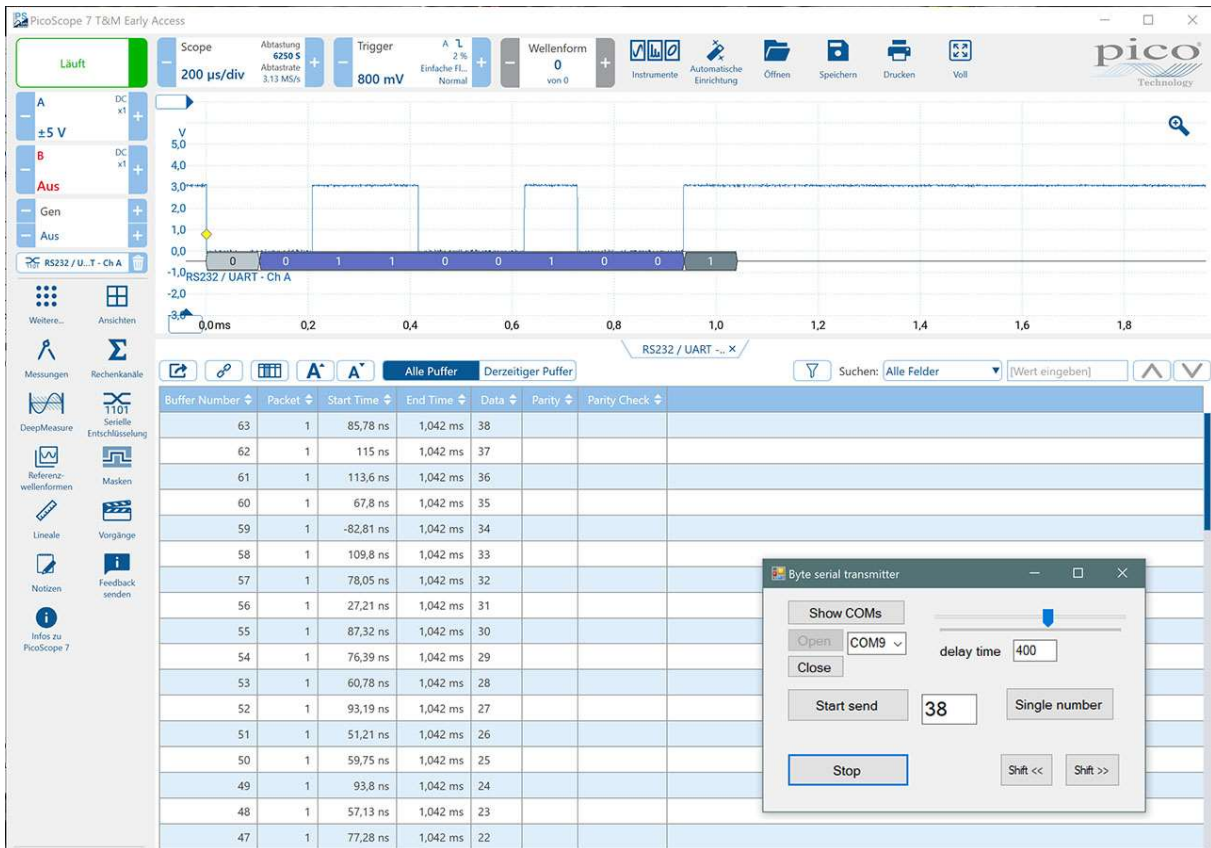 PicoScope 7 T&M Early Access
Läuft
Scope
200 µs/div
Abtastung
6250 S
Abtastrate
3.13 MS/s
Trigger
800 mV
A
2 %
Einfache Fl...
Normal
Wellenform
0
von 0
Instrumente
Automatische
Einrichtung
Öffnen
Speichern
Drucken
Voll
pico
Technology
A
DC
x1
±5 V
B
DC
x1
Aus
Gen
Aus
RS232 / U...T - Ch A
V
5,0
4,0
3,0
2,0
1,0
0,0
-1,0
-2,0
-3,0
0 0 1 1 0 0 1 0 0 1
RS232 / UART - Ch A
0,0 ms 0,2 0,4 0,6 0,8 1,0 1,2 1,4 1,6 1,8
Weitere...
Ansichten
Messungen
Rechenkanäle
DeepMeasure
1101
Serielle
Entschlüsselung
Referenz-
wellenformen
Masken
Lineale
Vorgänge
Notizen
Feedback
senden
Infos zu
PicoScope 7
RS232 / UART -.. ×
A A Alle Puffer Derzeitiger Puffer Suchen: Alle Felder [Wert eingeben]
Buffer Number Packet Start Time End Time Data Parity Parity Check
63 1 85,78 ns 1,042 ms 38
62 1 115 ns 1,042 ms 37
61 1 113,6 ns 1,042 ms 36
60 1 67,8 ns 1,042 ms 35
59 1 -82,81 ns 1,042 ms 34
58 1 109,8 ns 1,042 ms 33
57 1 78,05 ns 1,042 ms 32
56 1 27,21 ns 1,042 ms 31
55 1 87,32 ns 1,042 ms 30
54 1 76,39 ns 1,042 ms 29
53 1 60,78 ns 1,042 ms 28
52 1 93,19 ns 1,042 ms 27
51 1 51,21 ns 1,042 ms 26
50 1 59,75 ns 1,042 ms 25
49 1 93,8 ns 1,042 ms 24
48 1 57,13 ns 1,042 ms 23
47 1 77,28 ns 1,042 ms 22
Byte serial transmitter
Show COMs
Open COM9
Close
delay time 400
Start send 38 Single number
Stop Shift << Shift >>